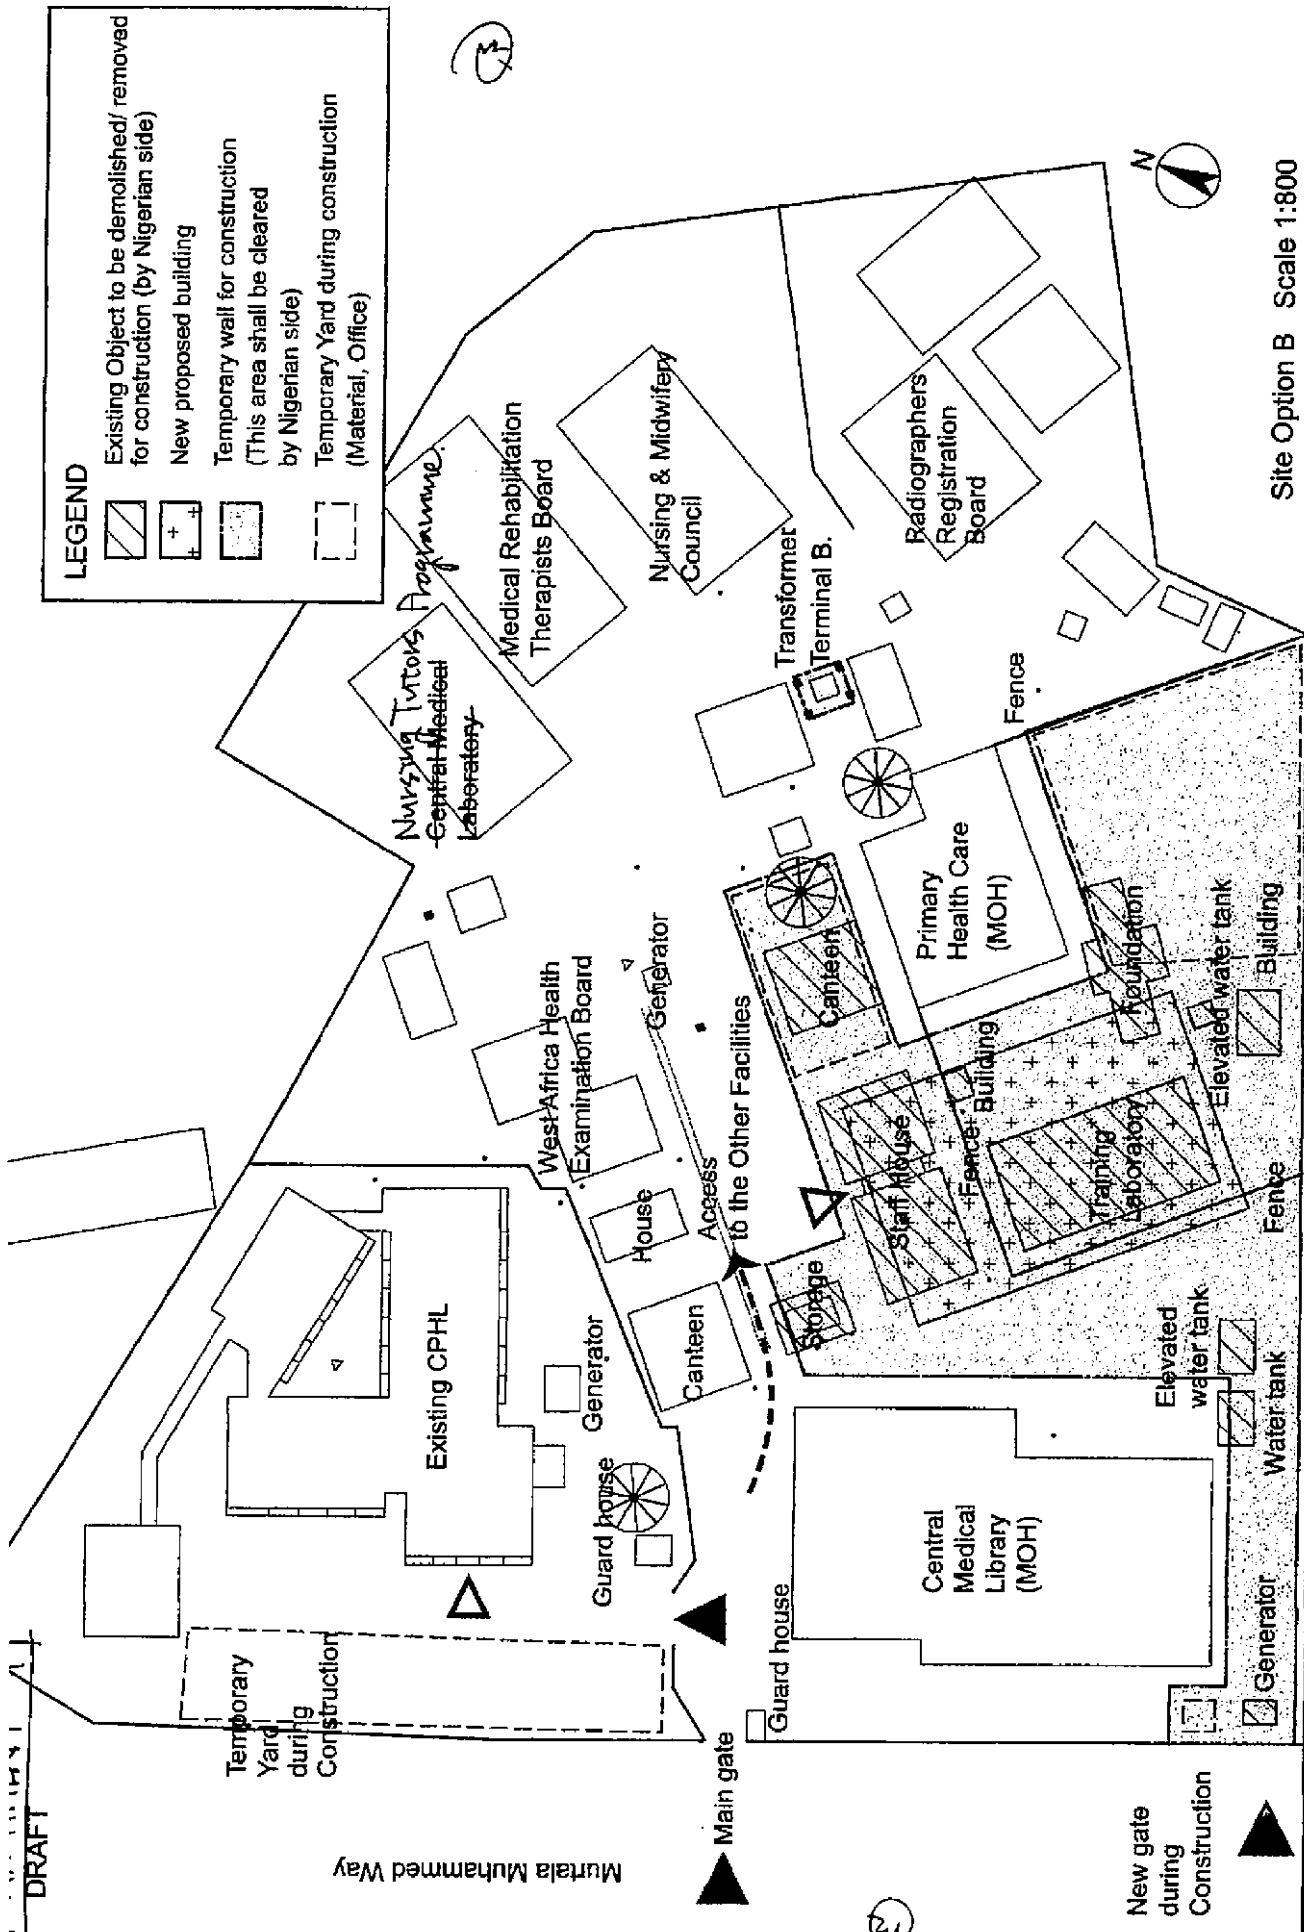 DRAFT
LEGEND
Existing Object to be demolished/ removed
for construction (by Nigerian side)
New proposed building
Temporary wall for construction
(This area shall be cleared
by Nigerian side)
Temporary Yard during construction
(Material, Office)
Temporary
Yard
during
Construction
Existing CPHL
Generator
Guard house
Canteen
House
West Africa Health
Examination Board
Generator
Access
to the Other Facilities
Nursing Tutors Programme.
Central Medical
Laboratory
Medical Rehabilitation
Therapists Board
Nursing & Midwifery
Council
Transformer
Terminal B.
Radiographers
Registration
Board
Fence
Primary
Health Care
(MOH)
Canteen
Foundation
Building
Staff House
Fence
Storage
Training
Laboratory
Elevated water tank
Building
Fence
Elevated
water tank
Water tank
Central
Medical
Library
(MOH)
Generator
Guard house
Main gate
Murtala Muhammed Way
New gate
during
Construction
N
Site Option B Scale 1:800